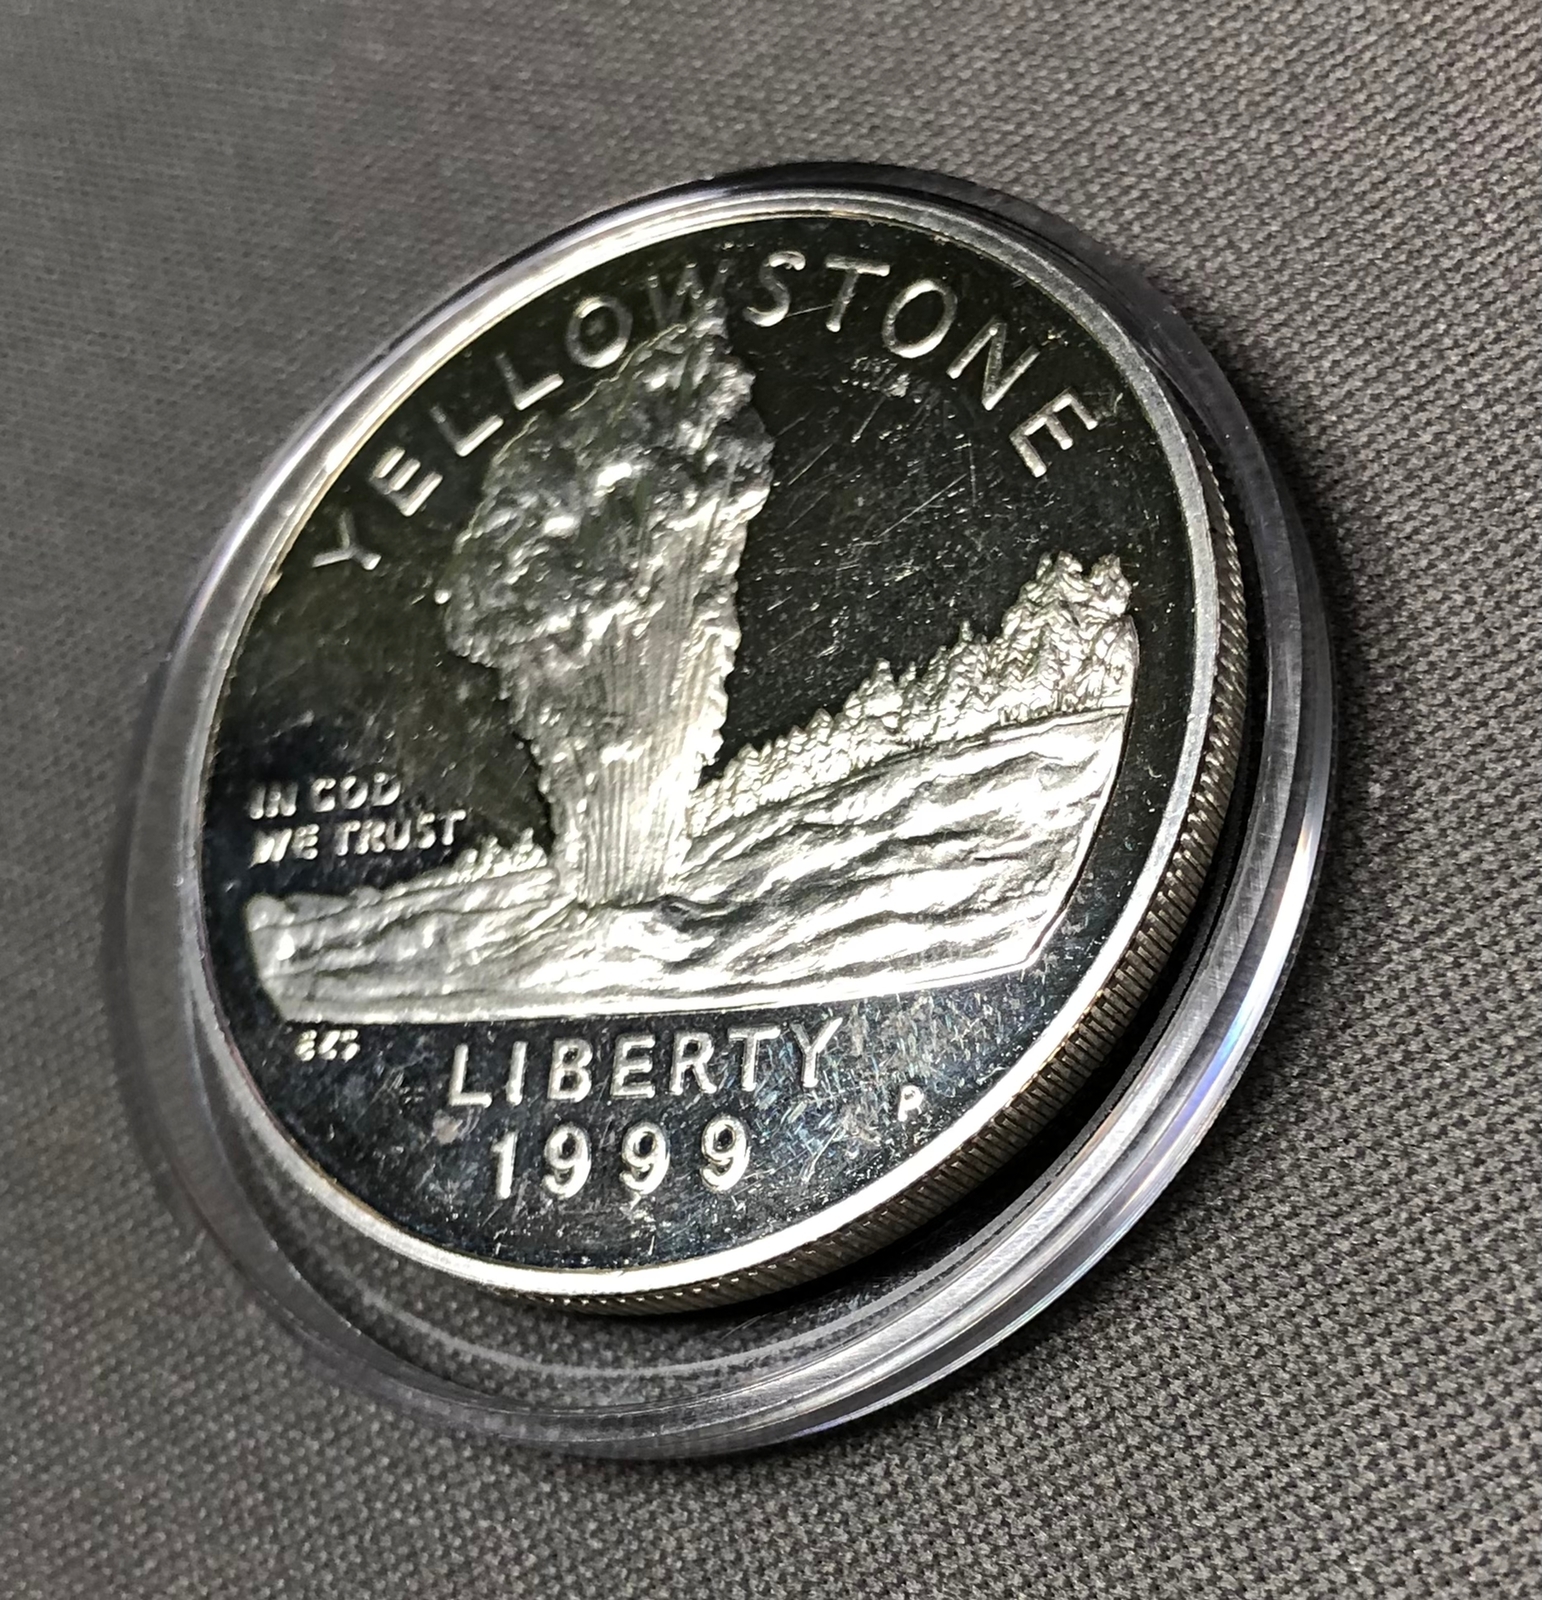 YELLOWSTONE
IN GOD
WE TRUST
LIBERTY
P
1999